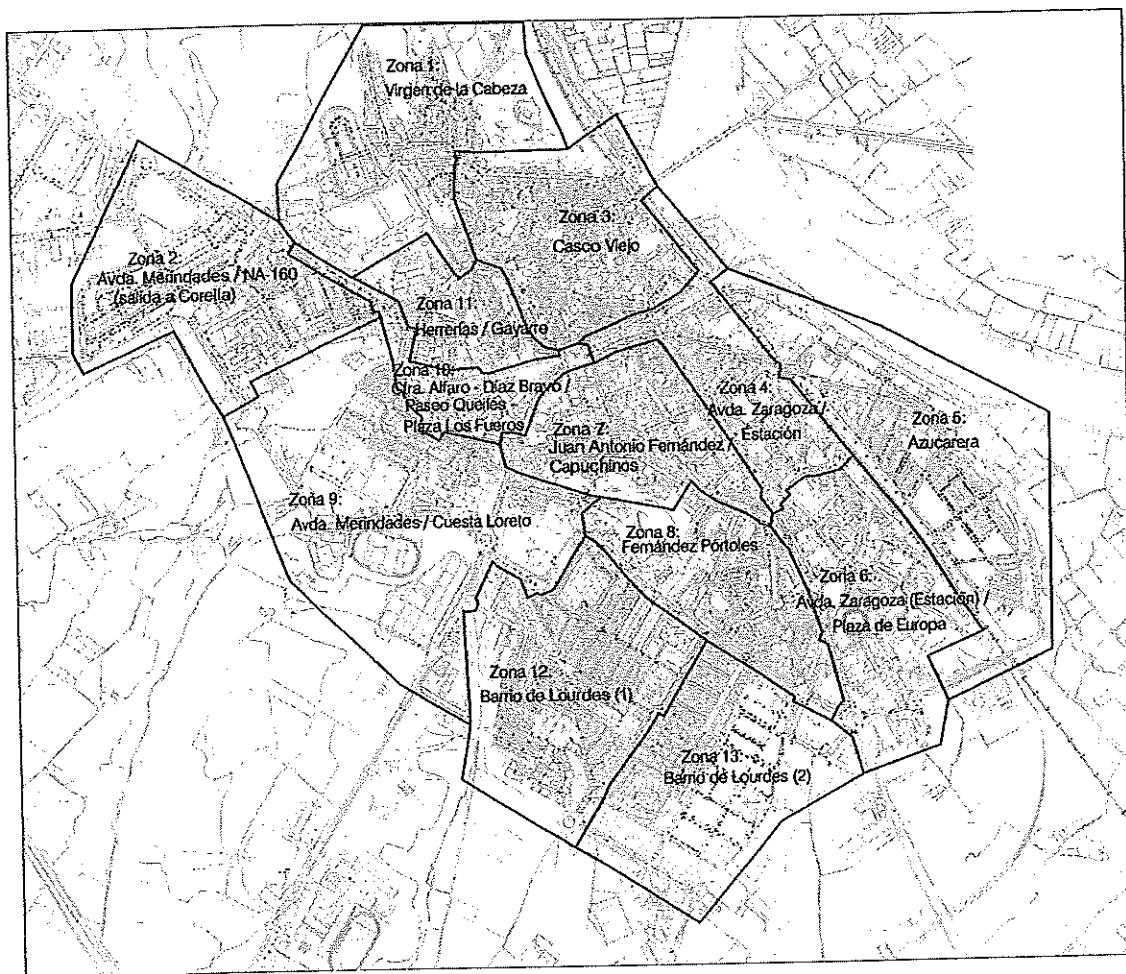 Zona 1:
Virgen de la Cabeza
Zona 3:
Casco Viejo
Zona 2:
Avda. Merindades / NA-160
(salida a Corella)
Zona 11:
Herrerías / Gayarre
Zona 10:
Ctra. Alfaro - Díaz Bravo /
Paseo Queiles -
Plaza Los Fueros
Zona 4:
Avda. Zaragoza /
Estación
Zona 5:
Azucarera
Zona 7:
Juan Antonio Fernández /
Capuchinos
Zona 9:
Avda. Merindades / Cuesta Loreto
Zona 8:
Fernández Portoles
Zona 6:
Avda. Zaragoza (Estación) /
Plaza de Europa
Zona 12:
Barrio de Lourdes (1)
Zona 13:
Barrio de Lourdes (2)